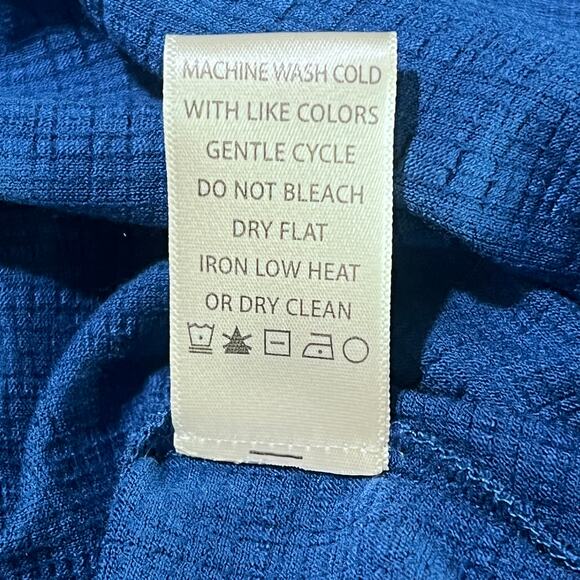 MACHINE WASH COLD
WITH LIKE COLORS
GENTLE CYCLE
DO NOT BLEACH
DRY FLAT
IRON LOW HEAT
OR DRY CLEAN